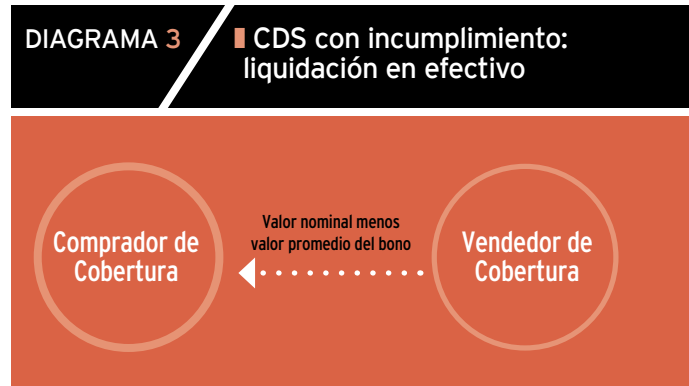 DIAGRAMA 3
CDS con incumplimiento:
liquidación en efectivo
Valor nominal menos
valor promedio del bono
Comprador de
Cobertura
Vendedor de
Cobertura